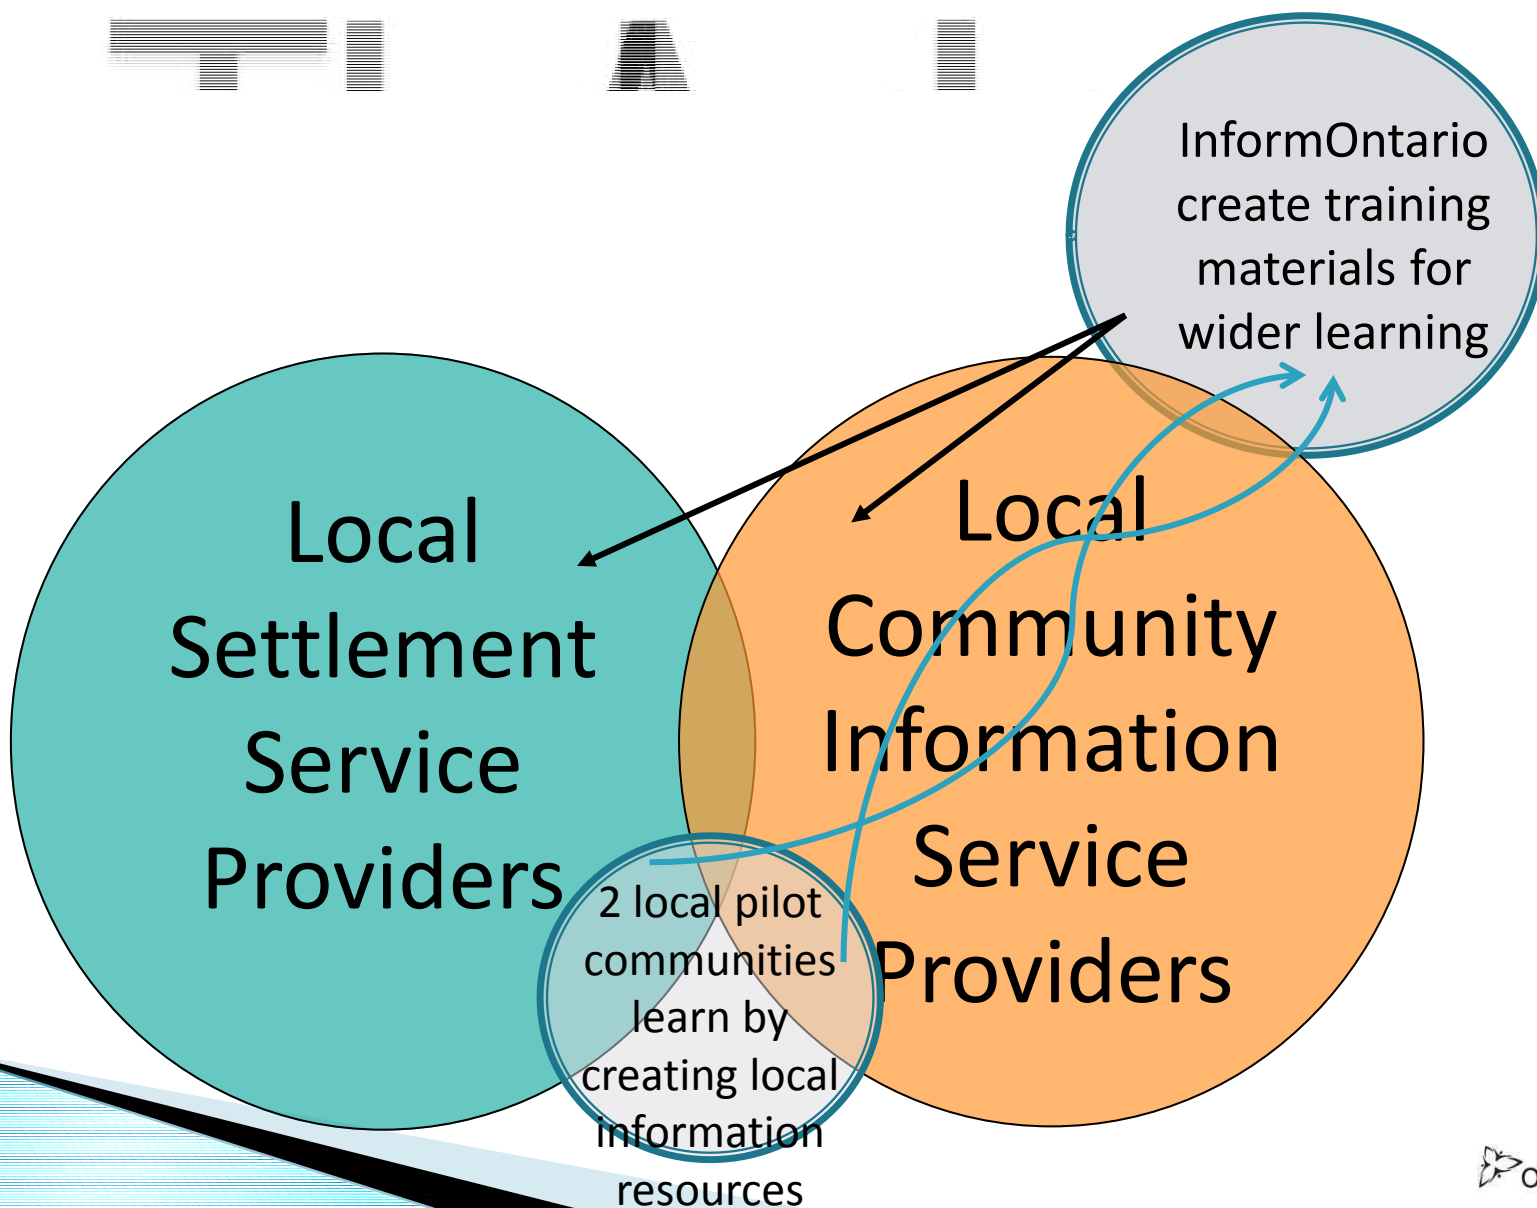 InformOntario
create training
materials for
wider learning
Local
Settlement
Service
Providers
Local
Community
Information
Service
Providers
2 local pilot
communities
learn by
creating local
information
resources